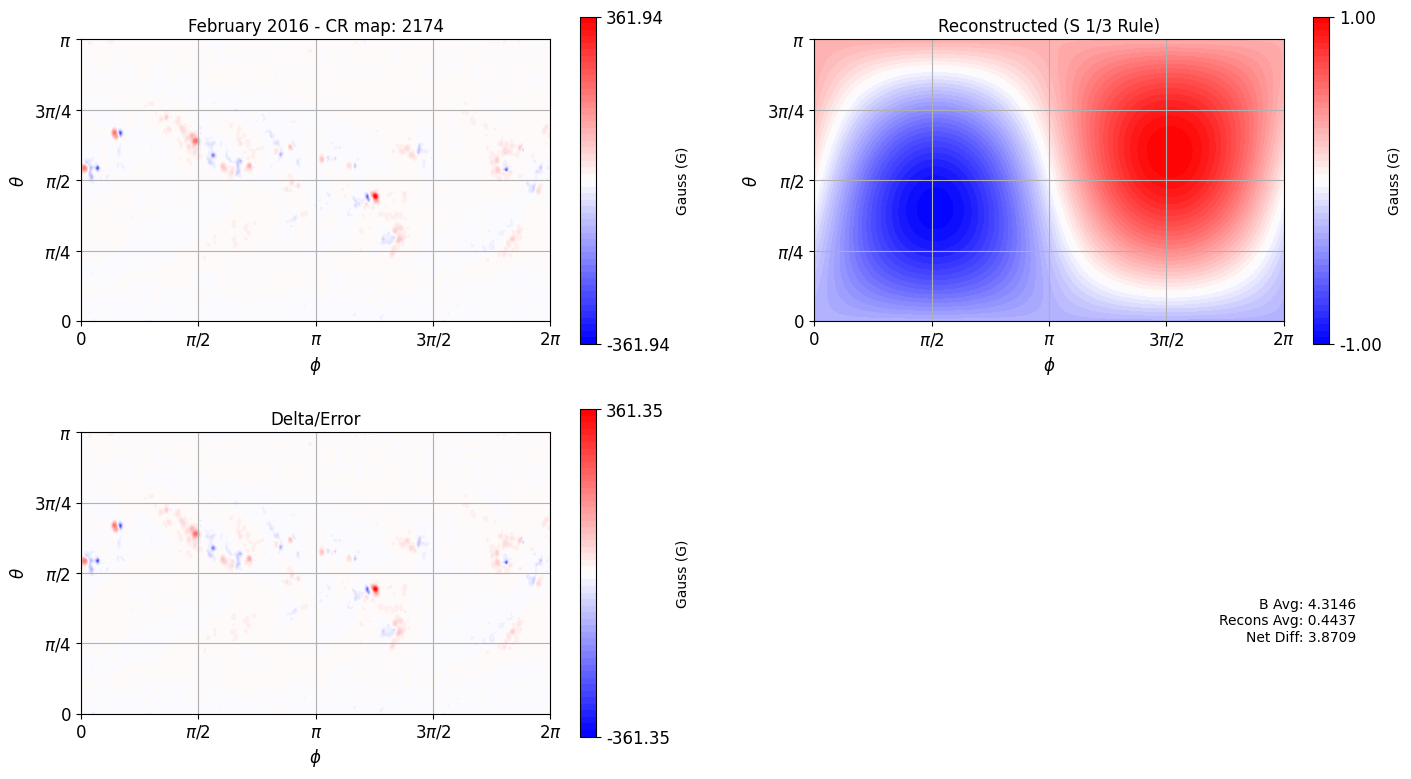 February 2016 - CR map: 2174
361.94
π
3π/4
π/2
π/4
0
θ
0
π/2
π
3π/2
2π
ϕ
-361.94
Gauss (G)
Reconstructed (S 1/3 Rule)
1.00
π
3π/4
π/2
π/4
0
θ
0
π/2
π
3π/2
2π
ϕ
-1.00
Gauss (G)
Delta/Error
361.35
π
3π/4
π/2
π/4
0
θ
0
π/2
π
3π/2
2π
ϕ
-361.35
Gauss (G)
B Avg: 4.3146
Recons Avg: 0.4437
Net Diff: 3.8709